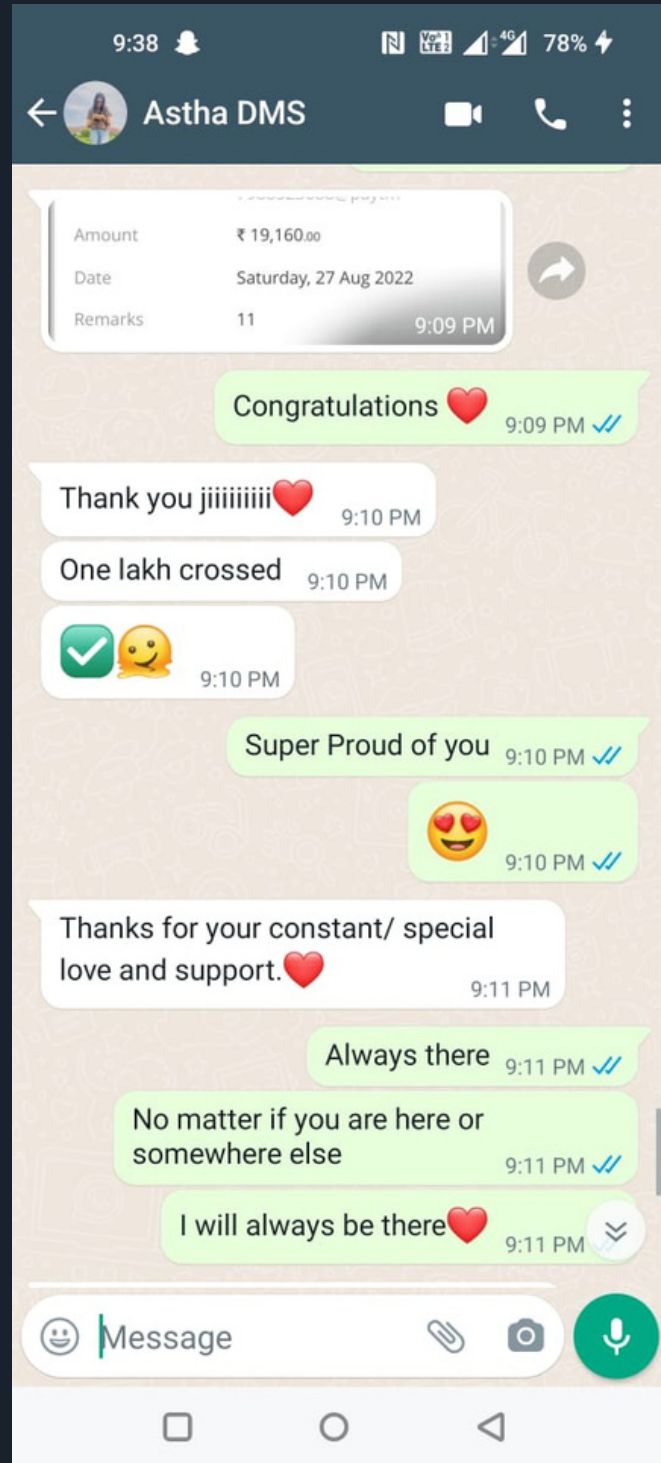 9:38
Vo1) LTE2 4G 78%
Astha DMS
Amount ₹ 19,160.00
Date Saturday, 27 Aug 2022
Remarks 11
9:09 PM
Congratulations ❤️ 9:09 PM
Thank you jiiiiiiiiii❤️ 9:10 PM
One lakh crossed 9:10 PM
✅🫠 9:10 PM
Super Proud of you 9:10 PM
😍 9:10 PM
Thanks for your constant/ special
love and support.❤️ 9:11 PM
Always there 9:11 PM
No matter if you are here or
somewhere else 9:11 PM
I will always be there❤️ 9:11 PM
Message